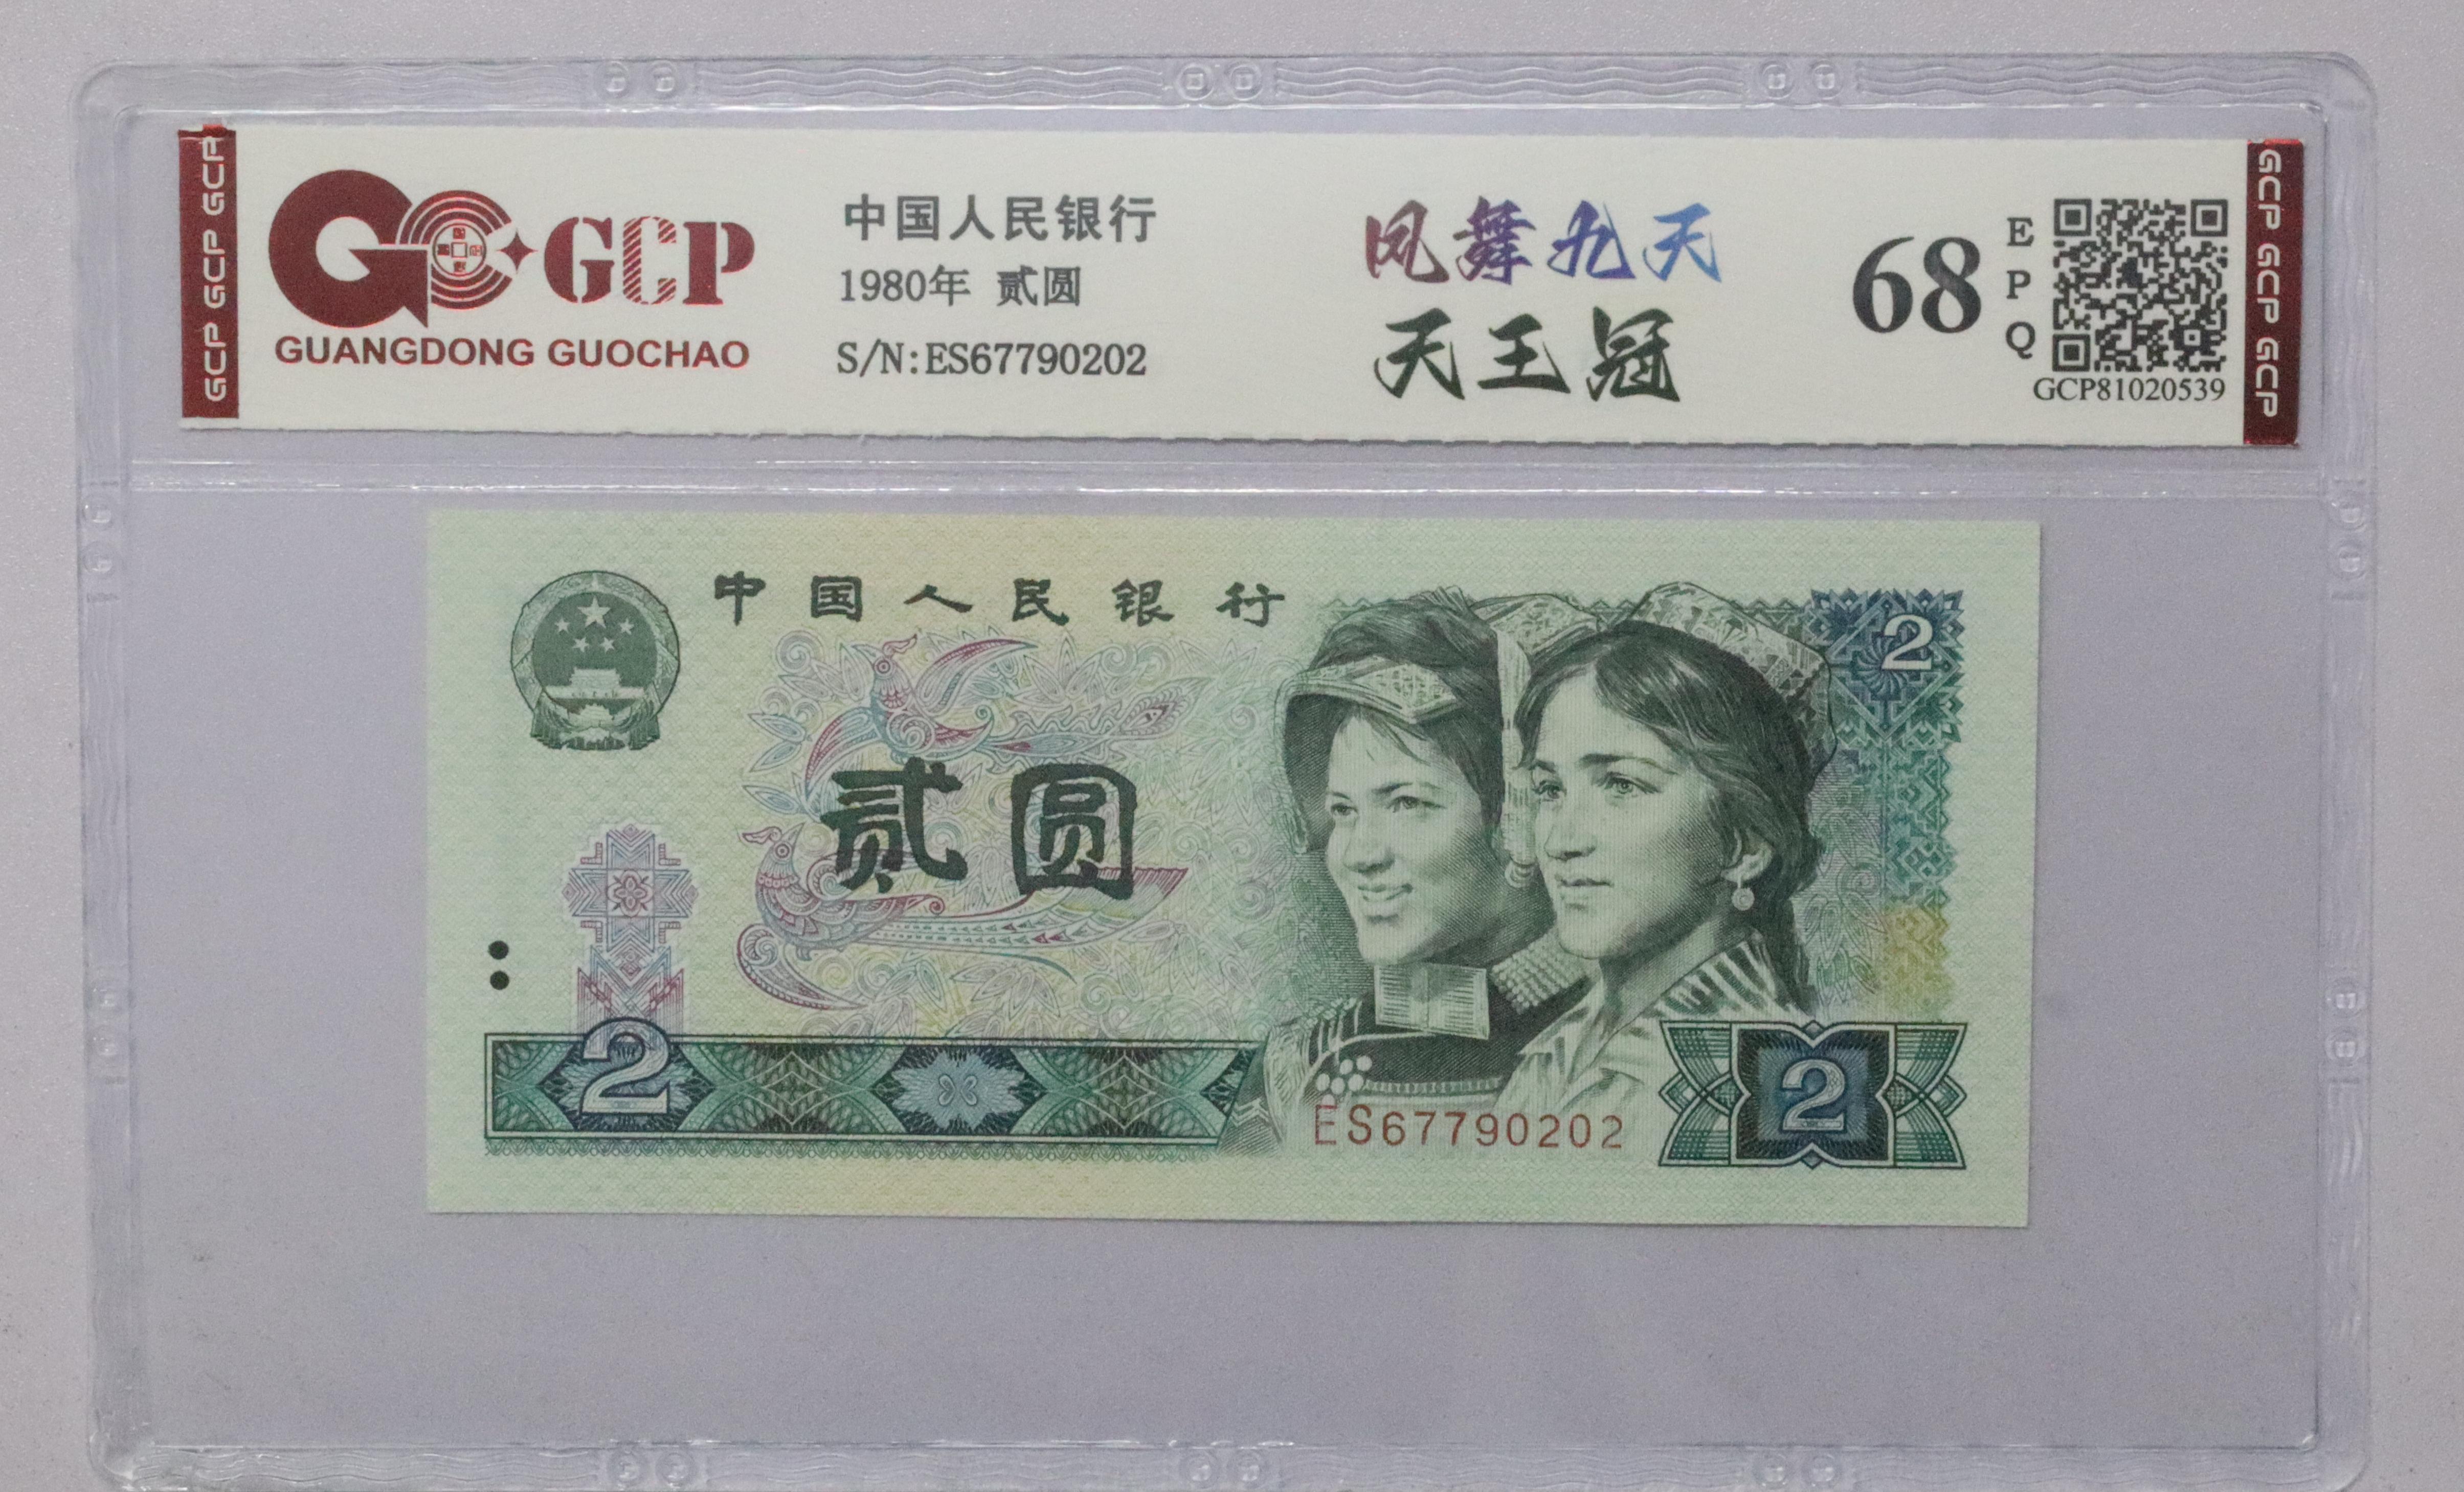 GCP GCP GCP
GCP
GUANGDONG GUOCHAO
中国人民银行
1980年 贰圆
S/N:ES67790202
凤舞九天
天王冠
68
EPQ
GCP81020539
GCP GCP GCP
中国人民银行
2
贰圆
2
ES67790202
2